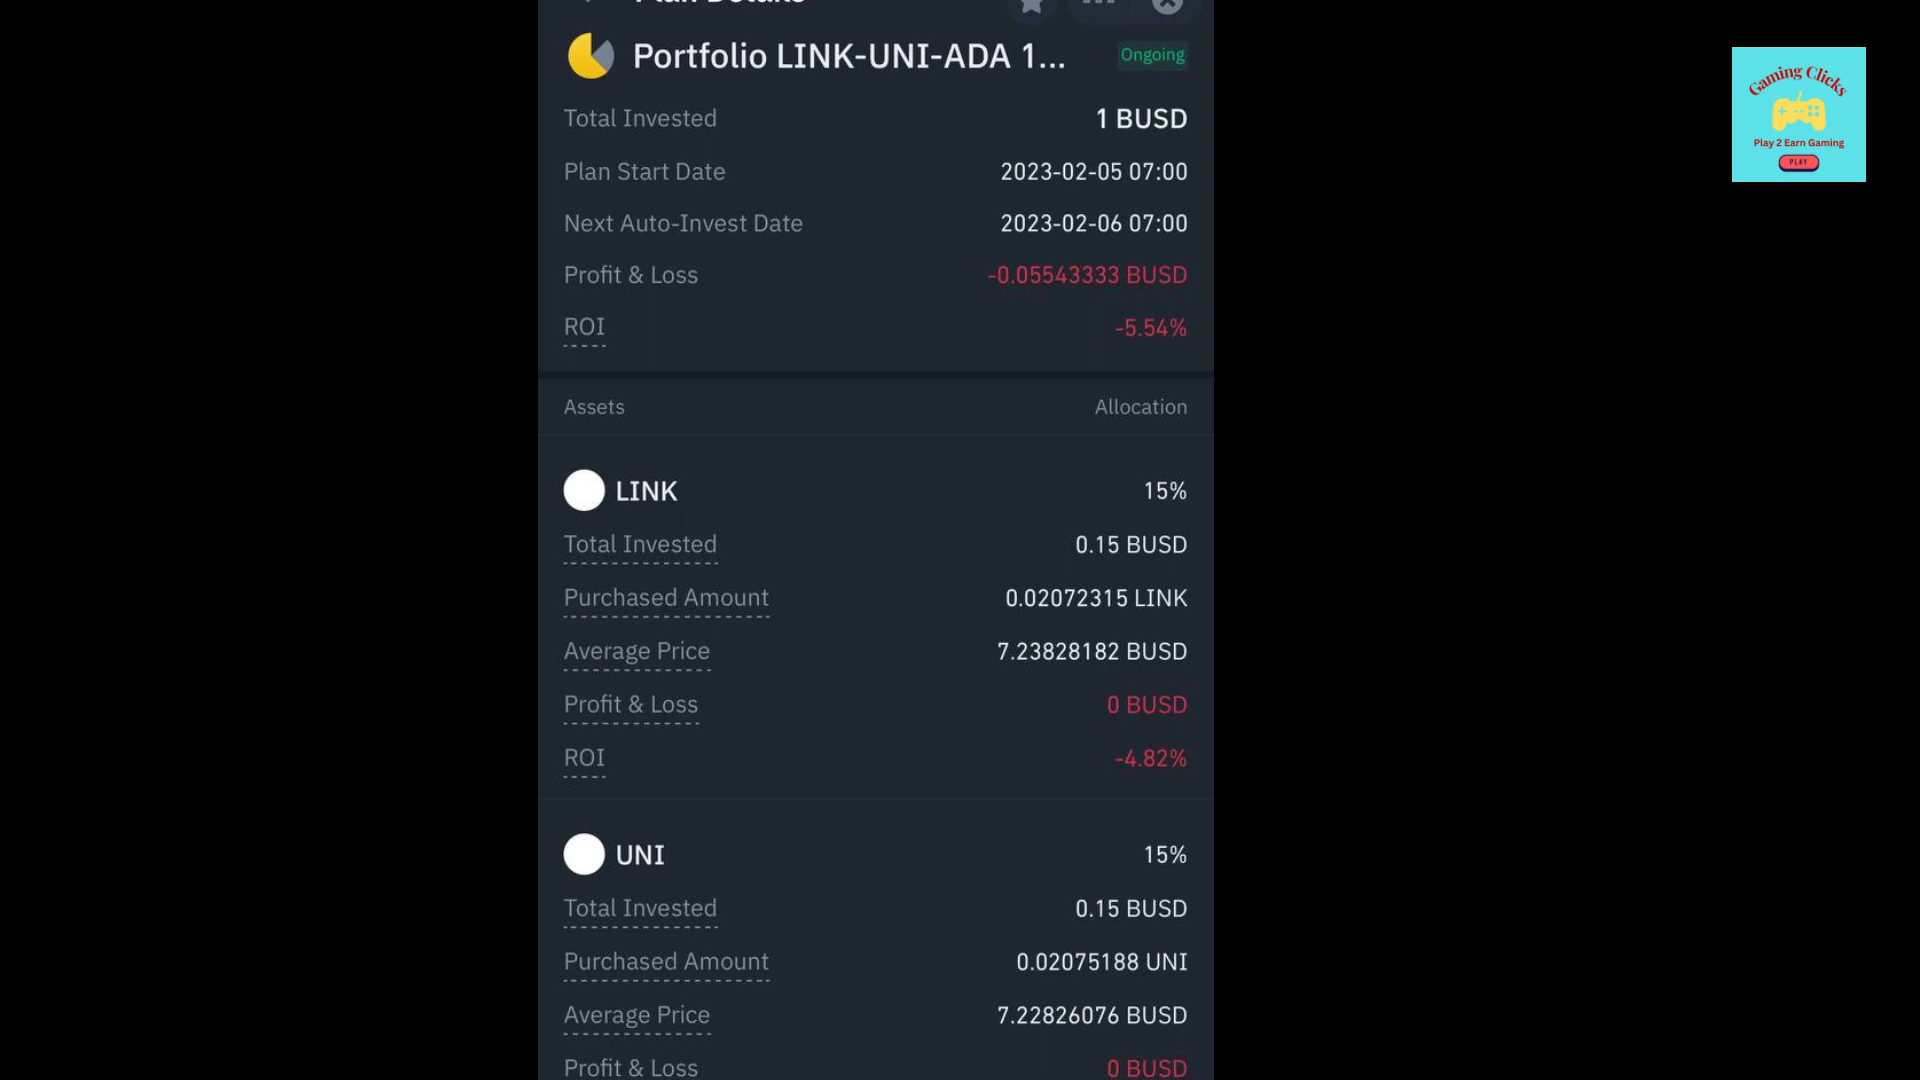 Plan Details
Portfolio LINK-UNI-ADA 1...
Ongoing
Total Invested 1 BUSD
Plan Start Date 2023-02-05 07:00
Next Auto-Invest Date 2023-02-06 07:00
Profit & Loss -0.05543333 BUSD
ROI -5.54%
Assets Allocation
LINK 15%
Total Invested 0.15 BUSD
Purchased Amount 0.02072315 LINK
Average Price 7.23828182 BUSD
Profit & Loss 0 BUSD
ROI -4.82%
UNI 15%
Total Invested 0.15 BUSD
Purchased Amount 0.02075188 UNI
Average Price 7.22826076 BUSD
Profit & Loss 0 BUSD
Gaming Clicks
Play 2 Earn Gaming
PLAY